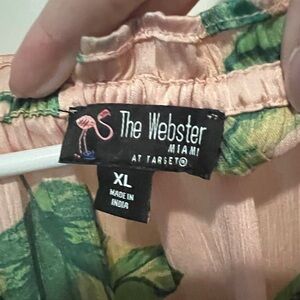 The Webster
MIAMI
AT TARGET®
XL
MADE IN
INDIA